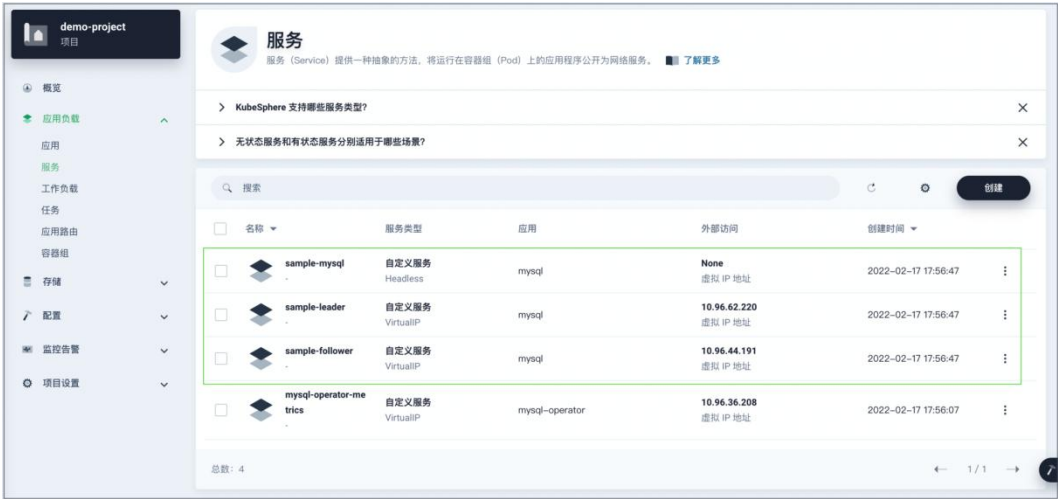 demo-project
项目
概览
应用负载
应用
服务
工作负载
任务
应用路由
容器组
存储
配置
监控告警
项目设置
服务
服务（Service）提供一种抽象的方法，将运行在容器组（Pod）上的应用程序公开为网络服务。 了解更多
KubeSphere 支持哪些服务类型?
无状态服务和有状态服务分别适用于哪些场景?
搜索 创建
名称 服务类型 应用 外部访问 创建时间
sample-mysql 自定义服务 mysql None 2022-02-17 17:56:47
- Headless 虚拟 IP 地址
sample-leader 自定义服务 mysql 10.96.62.220 2022-02-17 17:56:47
- VirtualIP 虚拟 IP 地址
sample-follower 自定义服务 mysql 10.96.44.191 2022-02-17 17:56:47
- VirtualIP 虚拟 IP 地址
mysql-operator-me
trics 自定义服务 mysql-operator 10.96.36.208 2022-02-17 17:56:07
- VirtualIP 虚拟 IP 地址
总数: 4 1 / 1